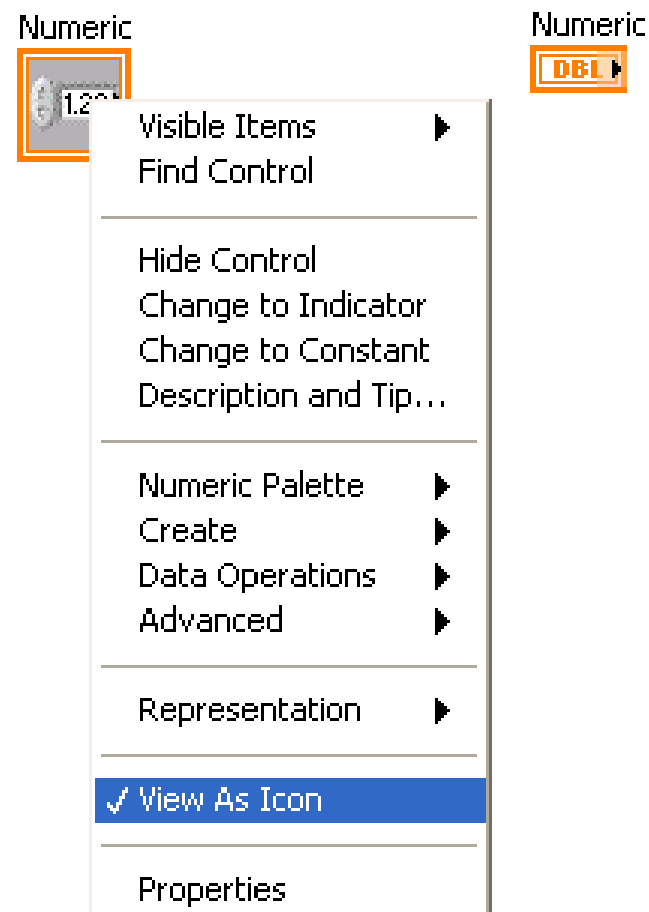 Numeric
Numeric
DBL
Visible Items
Find Control
Hide Control
Change to Indicator
Change to Constant
Description and Tip...
Numeric Palette
Create
Data Operations
Advanced
Representation
View As Icon
Properties